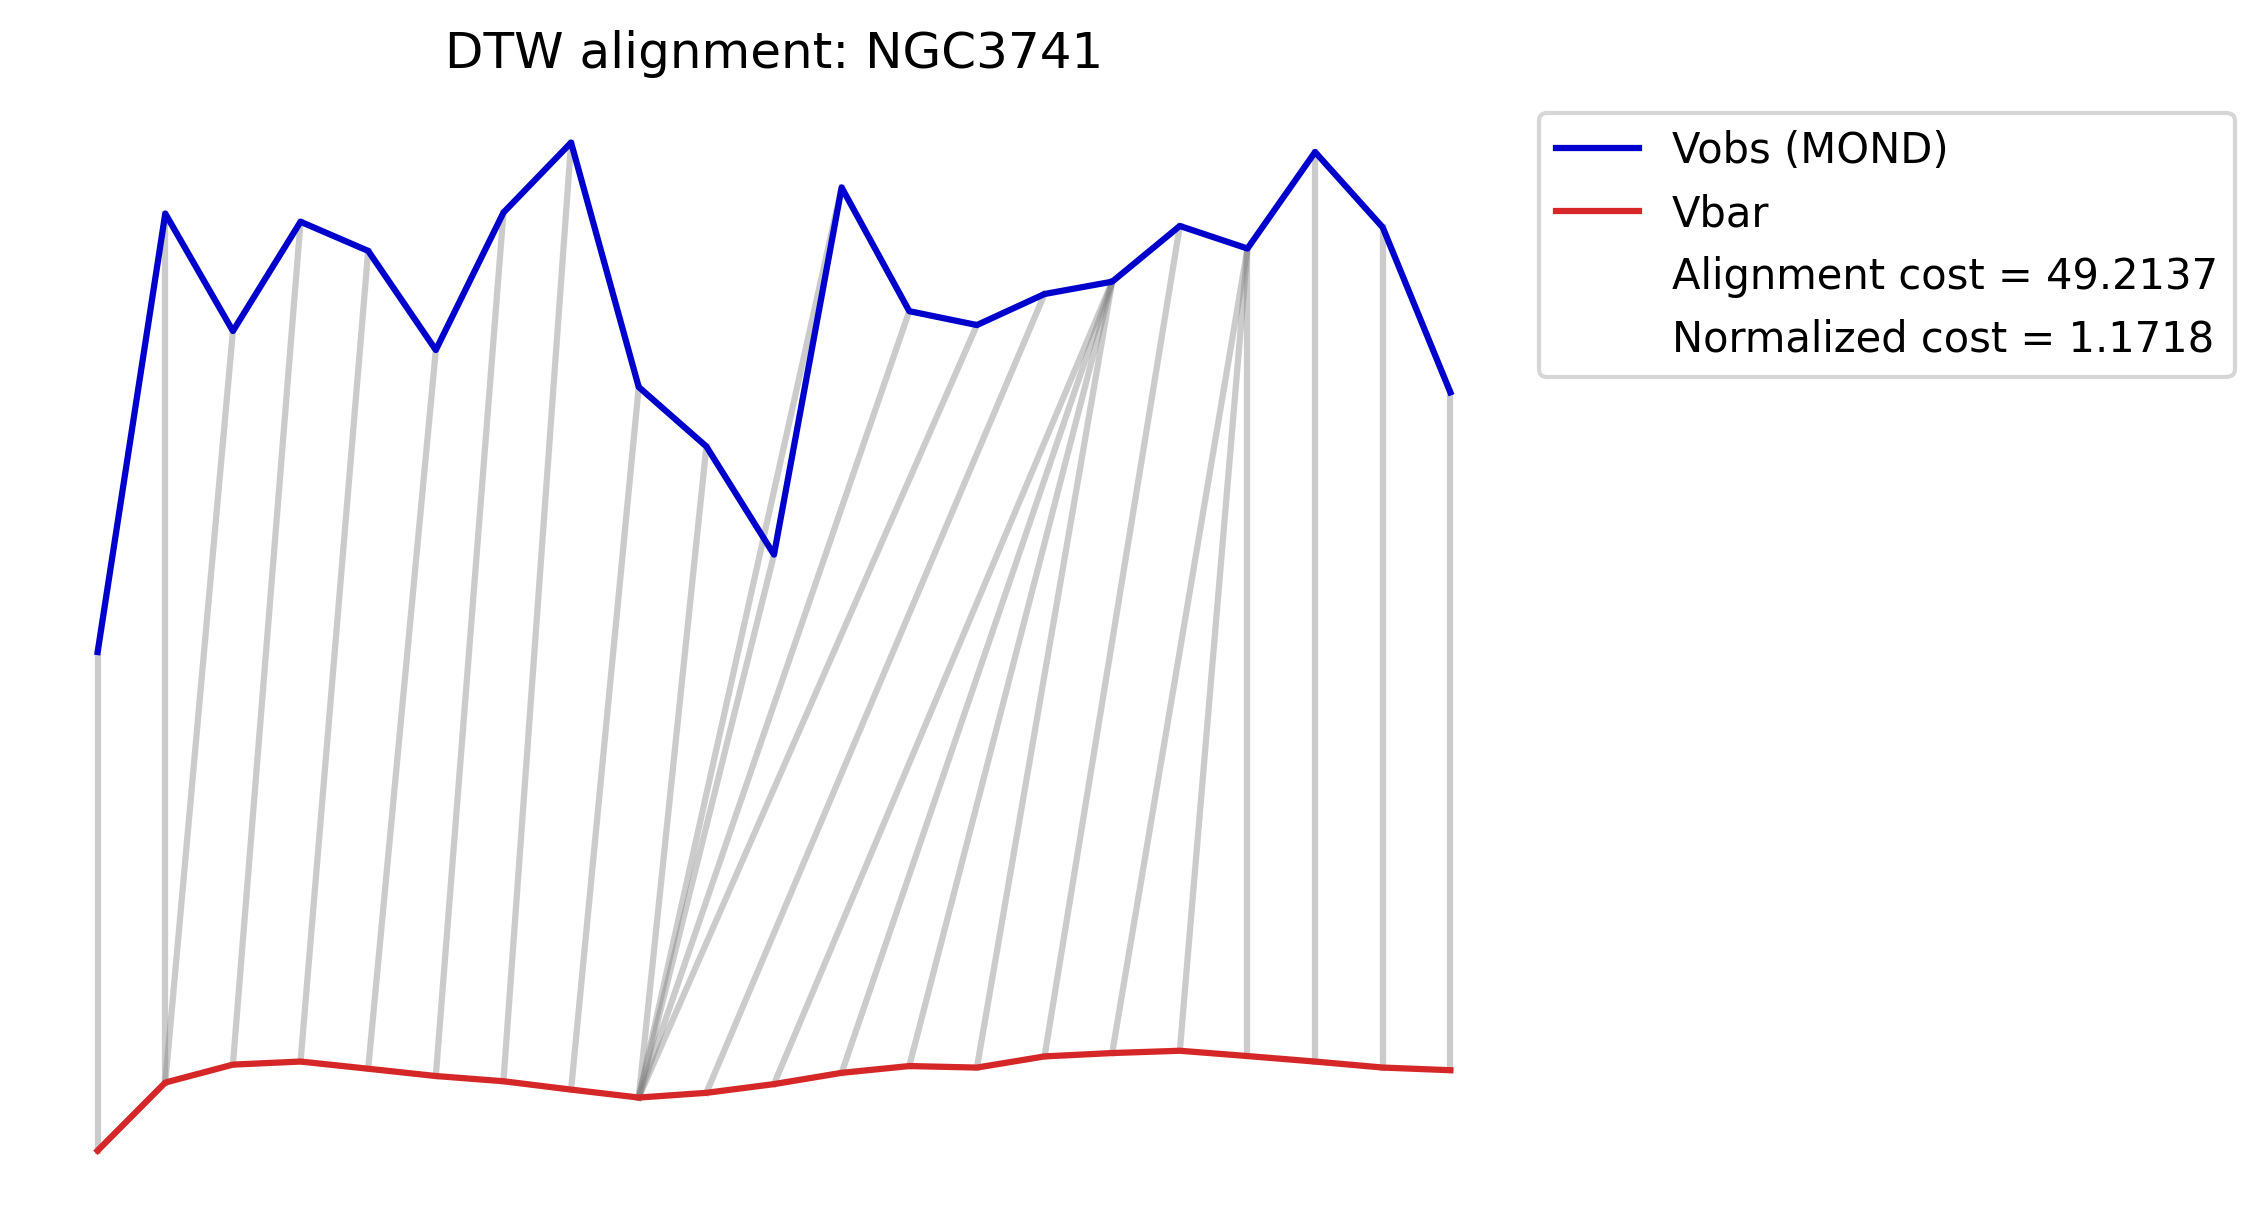 DTW alignment: NGC3741
Vobs (MOND)
Vbar
Alignment cost = 49.2137
Normalized cost = 1.1718